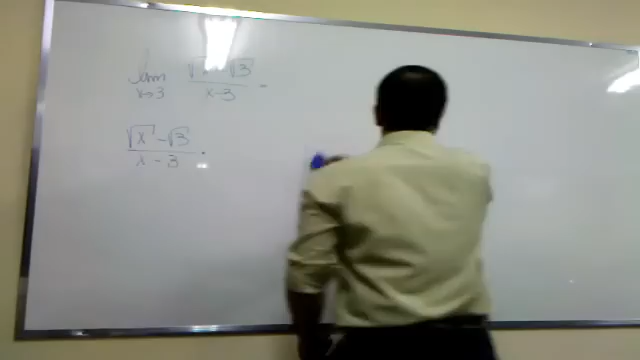 lim √x - √3
x→3 x-3 =
√x - √3
x - 3 .